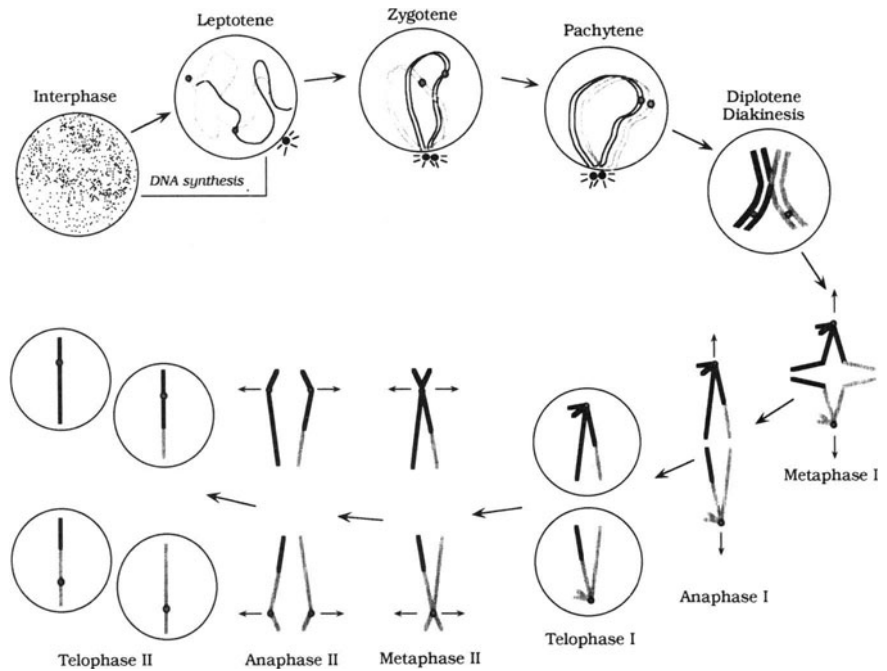 Leptotene
Zygotene
Pachytene
Interphase
Diplotene
Diakinesis
DNA synthesis
Metaphase I
Anaphase I
Telophase I
Metaphase II
Anaphase II
Telophase II